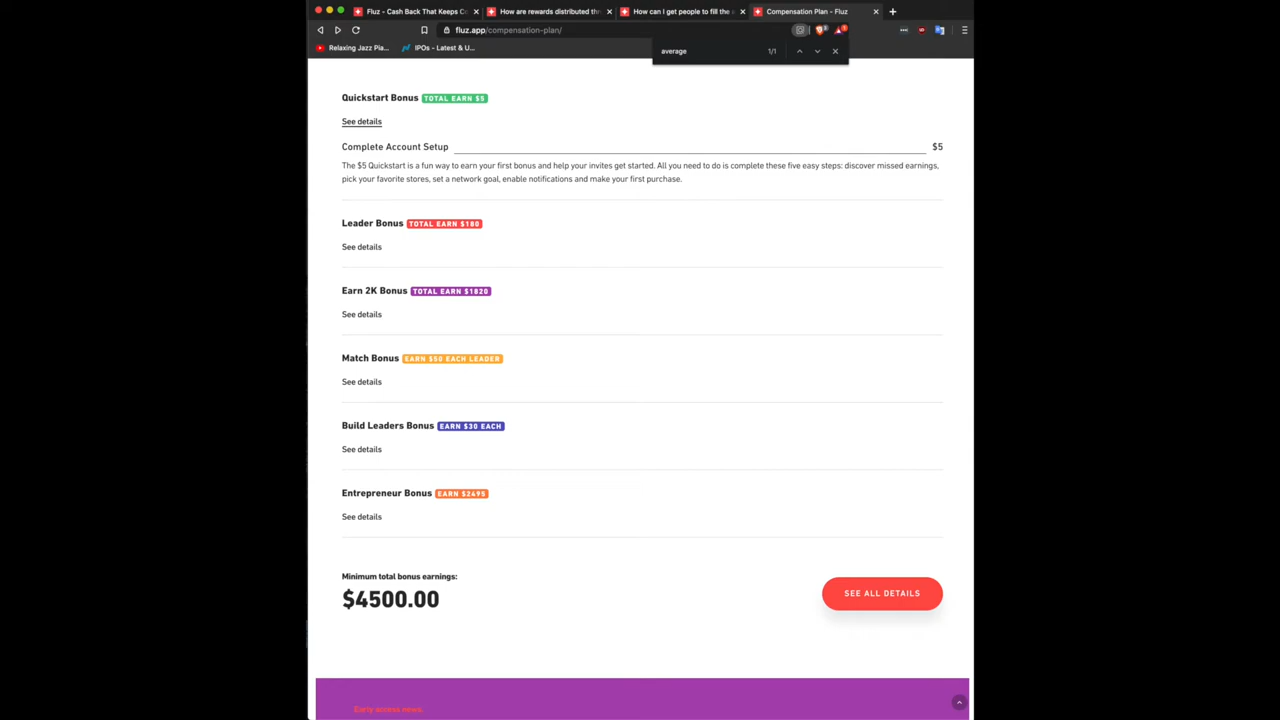 Fluz - Cash Back That Keeps C
How are rewards distributed th
How can I get people to fill the
Compensation Plan - Fluz
fluz.app/compensation-plan/
Relaxing Jazz Pia...
IPOs - Latest & U...
average
1/1
Quickstart Bonus TOTAL EARN $5
See details
Complete Account Setup $5
The $5 Quickstart is a fun way to earn your first bonus and help your invites get started. All you need to do is complete these five easy steps: discover missed earnings,
pick your favorite stores, set a network goal, enable notifications and make your first purchase.
Leader Bonus TOTAL EARN $180
See details
Earn 2K Bonus TOTAL EARN $1820
See details
Match Bonus EARN $50 EACH LEADER
See details
Build Leaders Bonus EARN $30 EACH
See details
Entrepreneur Bonus EARN $2495
See details
Minimum total bonus earnings:
$4500.00
SEE ALL DETAILS
Early access news.